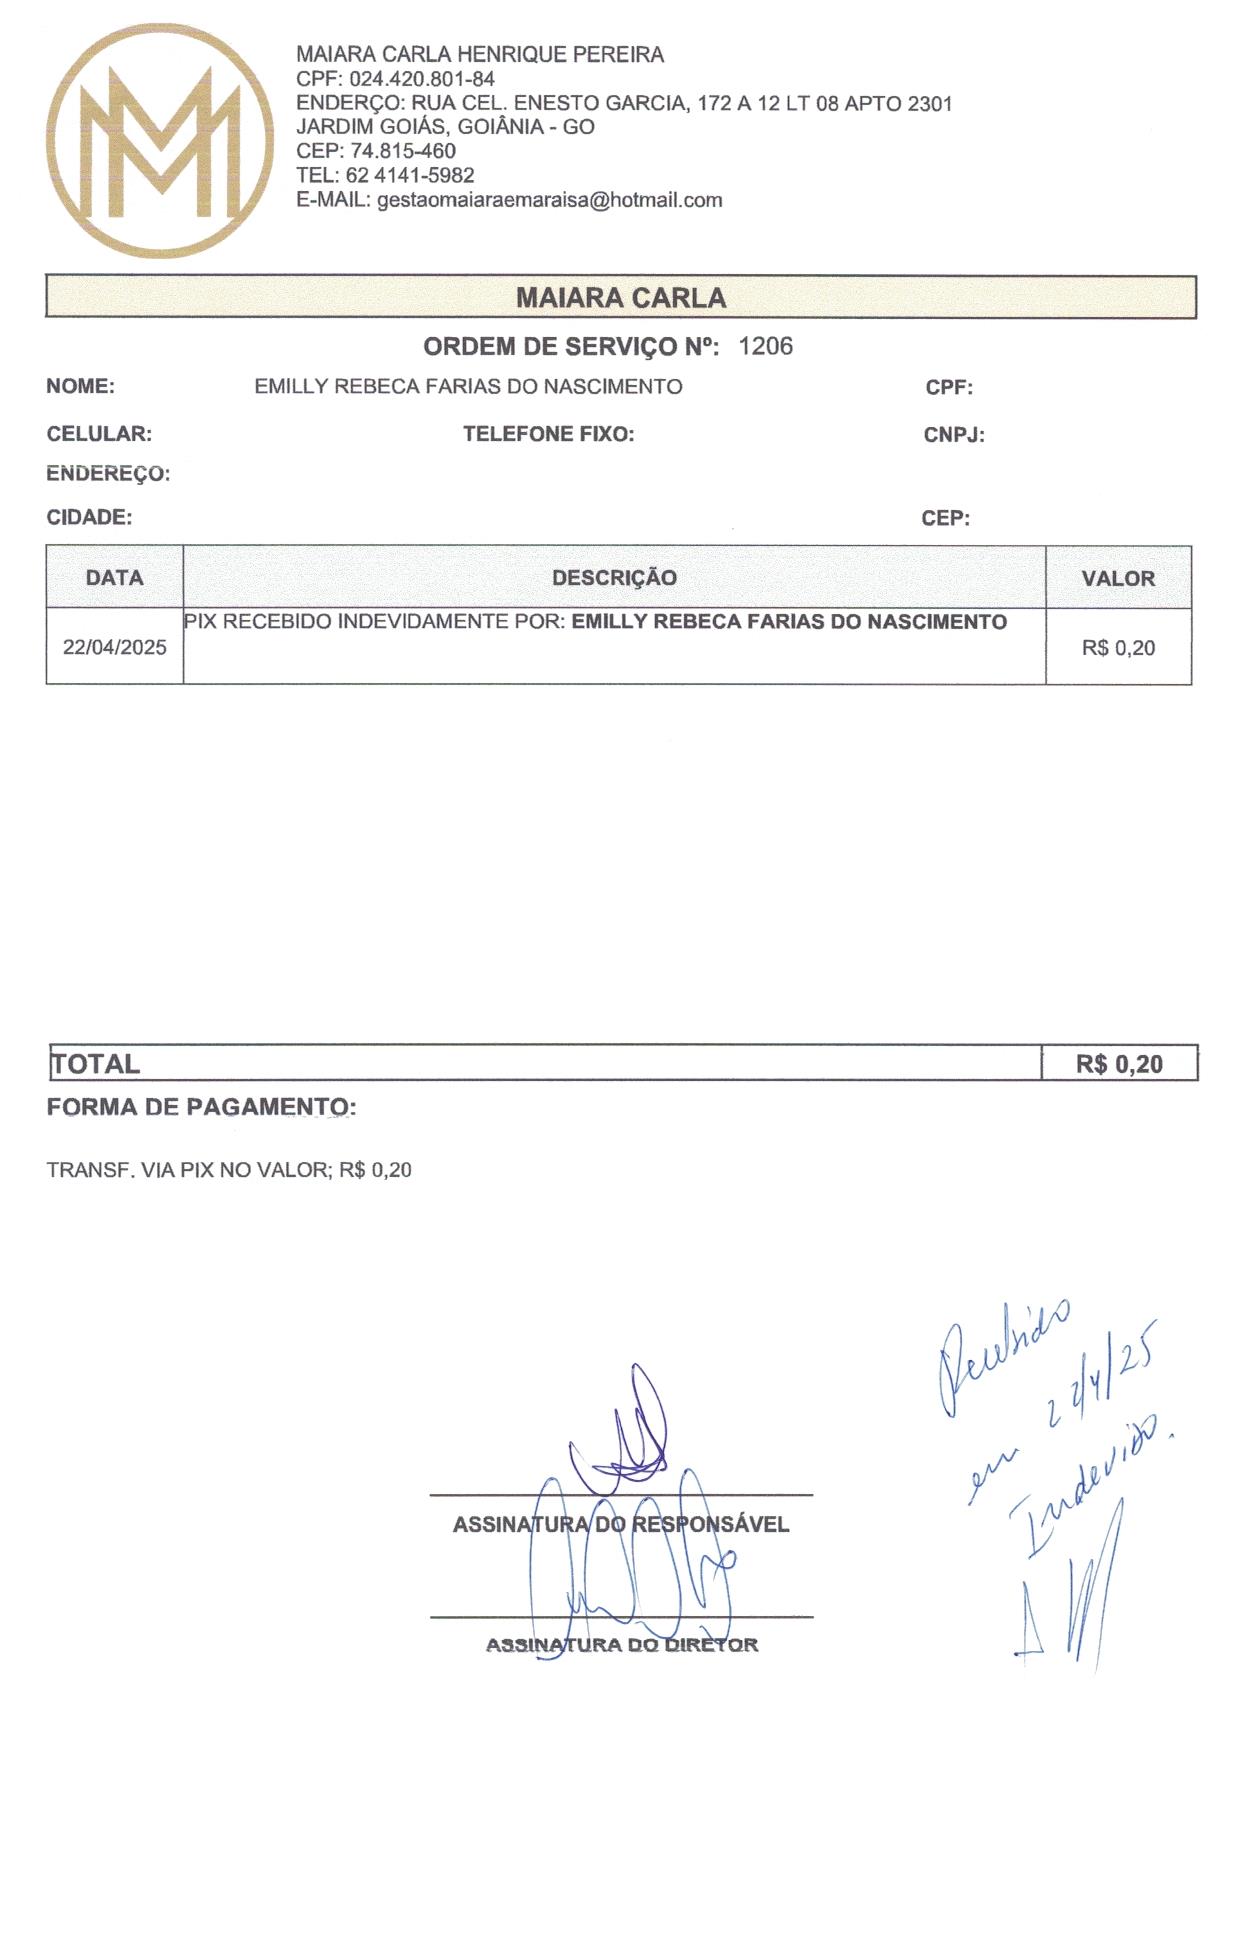 MAIARA CARLA HENRIQUE PEREIRA
CPF: 024.420.801-84
ENDERÇO: RUA CEL. ENESTO GARCIA, 172 A 12 LT 08 APTO 2301
JARDIM GOIÁS, GOIÂNIA - GO
CEP: 74.815-460
TEL: 62 4141-5982
E-MAIL: gestaomaiaraemaraisa@hotmail.com
MAIARA CARLA
ORDEM DE SERVIÇO Nº: 1206
NOME: EMILLY REBECA FARIAS DO NASCIMENTO CPF:
CELULAR: TELEFONE FIXO: CNPJ:
ENDEREÇO:
CIDADE: CEP:
DATA DESCRIÇÃO VALOR
22/04/2025 PIX RECEBIDO INDEVIDAMENTE POR: EMILLY REBECA FARIAS DO NASCIMENTO R$ 0,20
TOTAL R$ 0,20
FORMA DE PAGAMENTO:
TRANSF. VIA PIX NO VALOR; R$ 0,20
Recebido
em 22/4/25
Indevido.
ASSINATURA DO RESPONSÁVEL
ASSINATURA DO DIRETOR